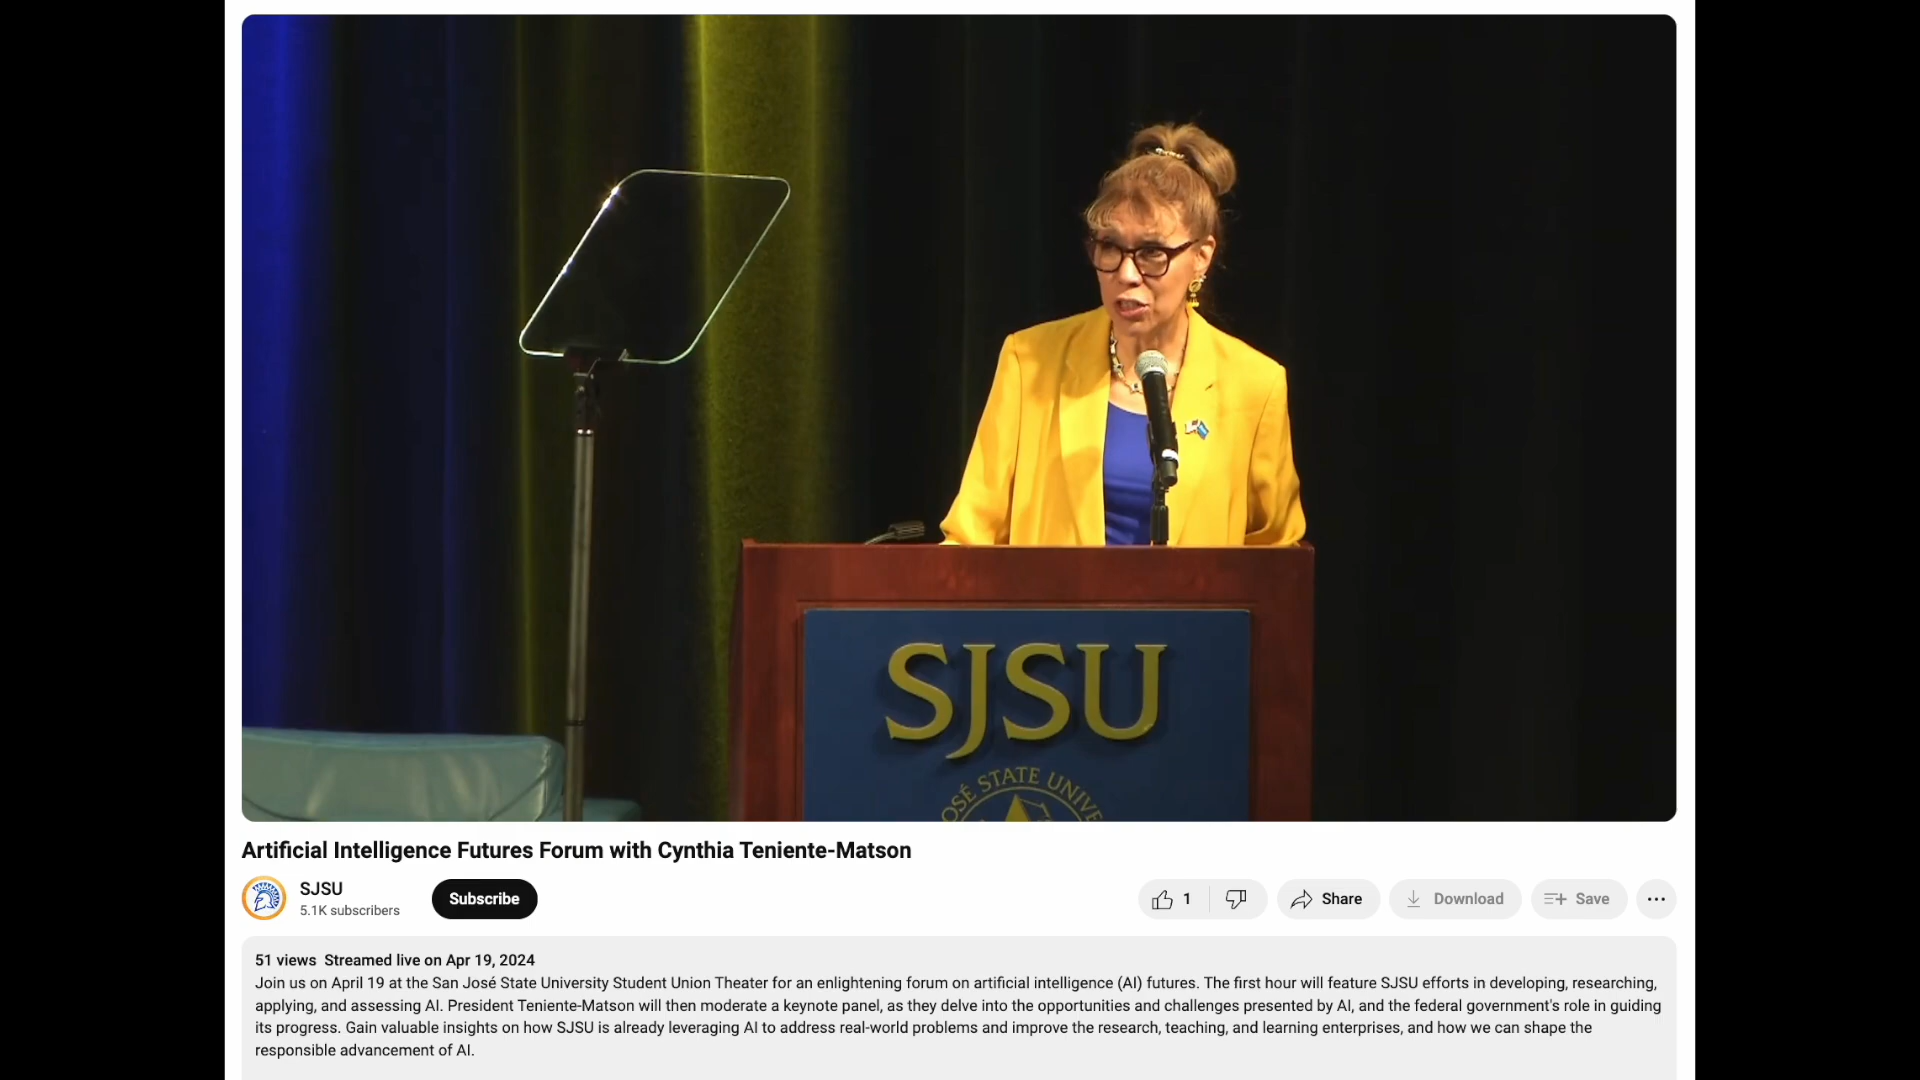 SJSU
OSÉ STATE UNIVE
Artificial Intelligence Futures Forum with Cynthia Teniente-Matson
SJSU
5.1K subscribers
Subscribe
1
Share
Download
Save
51 views Streamed live on Apr 19, 2024
Join us on April 19 at the San José State University Student Union Theater for an enlightening forum on artificial intelligence (AI) futures. The first hour will feature SJSU efforts in developing, researching,
applying, and assessing AI. President Teniente-Matson will then moderate a keynote panel, as they delve into the opportunities and challenges presented by AI, and the federal government's role in guiding
its progress. Gain valuable insights on how SJSU is already leveraging AI to address real-world problems and improve the research, teaching, and learning enterprises, and how we can shape the
responsible advancement of AI.